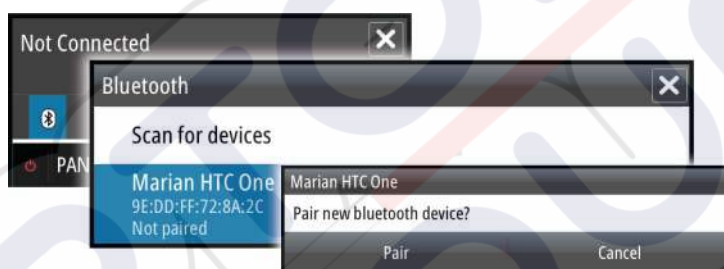 Not Connected
Bluetooth
Scan for devices
PAN
Marian HTC One
9E:DD:FF:72:8A:2C
Not paired
Marian HTC One
Pair new bluetooth device?
Pair
Cancel